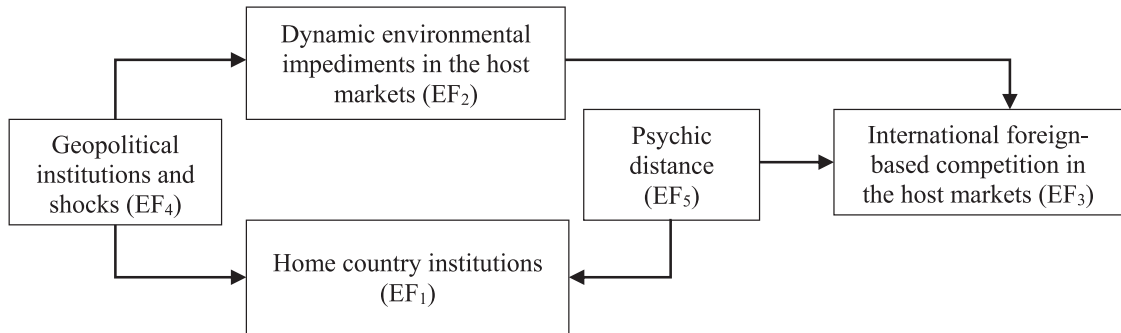 Dynamic environmental
impediments in the host
markets (EF₂)
Geopolitical
institutions and
shocks (EF₄)
Psychic
distance
(EF₅)
International foreign-
based competition in
the host markets (EF₃)
Home country institutions
(EF₁)